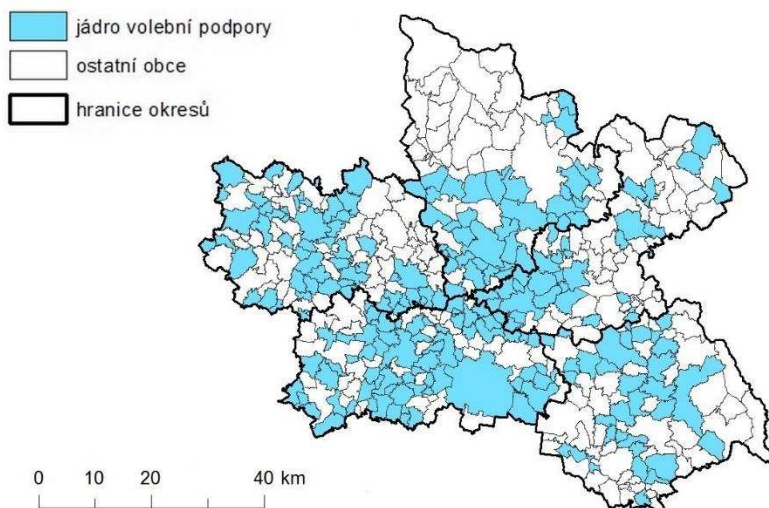 jádro volební podpory
ostatní obce
hranice okresů
0 10 20 40 km